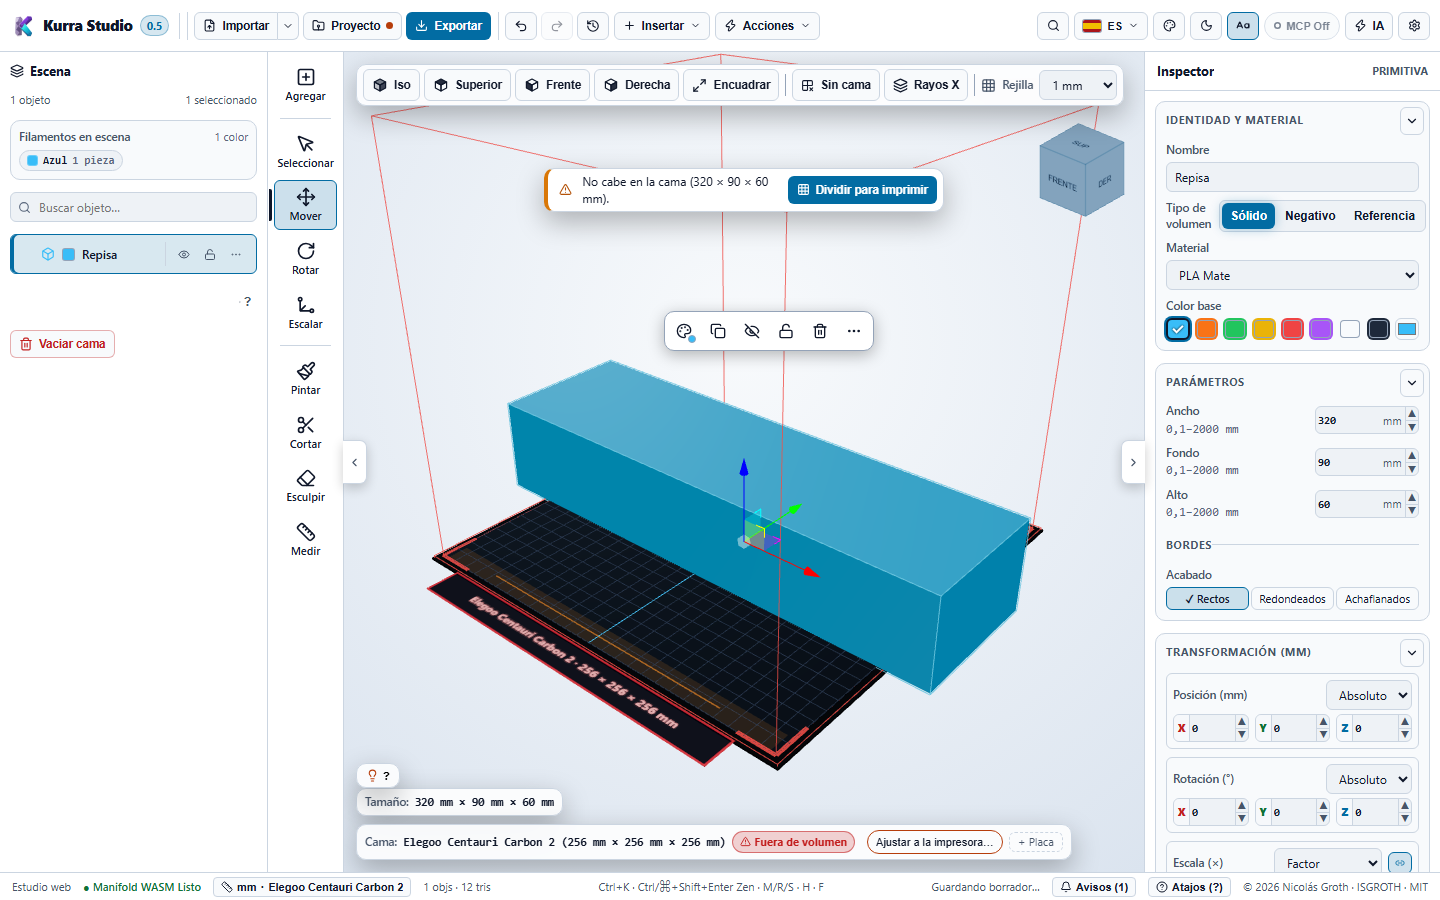 Kurra Studio 0.5
Importar
Proyecto
Exportar
Insertar
Acciones
ES
Aa
MCP Off
IA
Escena
1 objeto 1 seleccionado
Filamentos en escena 1 color
Azul 1 pieza
Buscar objeto...
Repisa
?
Vaciar cama
Agregar
Seleccionar
Mover
Rotar
Escalar
Pintar
Cortar
Esculpir
Medir
Iso
Superior
Frente
Derecha
Encuadrar
Sin cama
Rayos X
Rejilla
1 mm
No cabe en la cama (320 × 90 × 60
mm).
Dividir para imprimir
SUP
FRENTE
DER
Elegoo Centauri Carbon 2 · 256 × 256 × 256 mm
?
Tamaño: 320 mm × 90 mm × 60 mm
Cama: Elegoo Centauri Carbon 2 (256 mm × 256 mm × 256 mm)
Fuera de volumen
Ajustar a la impresora...
+ Placa
Inspector PRIMITIVA
IDENTIDAD Y MATERIAL
Nombre
Repisa
Tipo de
volumen
Sólido Negativo Referencia
Material
PLA Mate
Color base
PARÁMETROS
Ancho
0,1–2000 mm
320 mm
Fondo
0,1–2000 mm
90 mm
Alto
0,1–2000 mm
60 mm
BORDES
Acabado
✓ Rectos Redondeados Achaflanados
TRANSFORMACIÓN (MM)
Posición (mm) Absoluto
X 0 Y 0 Z 0
Rotación (°) Absoluto
X 0 Y 0 Z 0
Escala (×) Factor
Estudio web
● Manifold WASM Listo
mm · Elegoo Centauri Carbon 2
1 objs · 12 tris
Ctrl+K · Ctrl/⌘+Shift+Enter Zen · M/R/S · H · F
Guardando borrador...
Avisos (1)
Atajos (?)
© 2026 Nicolás Groth · ISGROTH · MIT